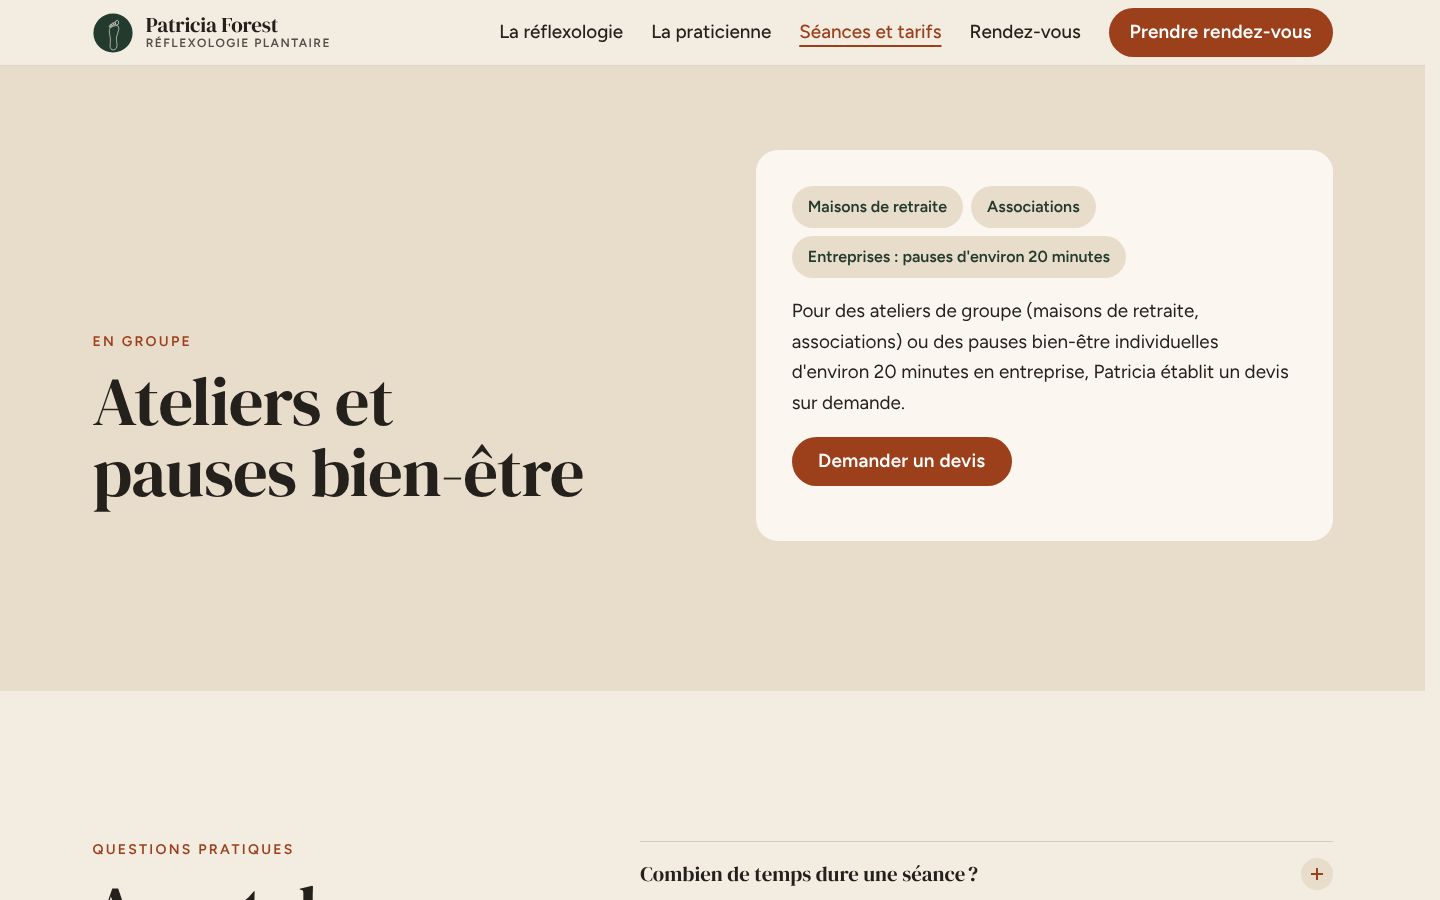 Patricia Forest
RÉFLEXOLOGIE PLANTAIRE
La réflexologie
La praticienne
Séances et tarifs
Rendez-vous
Prendre rendez-vous
EN GROUPE
Ateliers et
pauses bien-être
Maisons de retraite
Associations
Entreprises : pauses d'environ 20 minutes
Pour des ateliers de groupe (maisons de retraite,
associations) ou des pauses bien-être individuelles
d'environ 20 minutes en entreprise, Patricia établit un devis
sur demande.
Demander un devis
QUESTIONS PRATIQUES
Combien de temps dure une séance ?